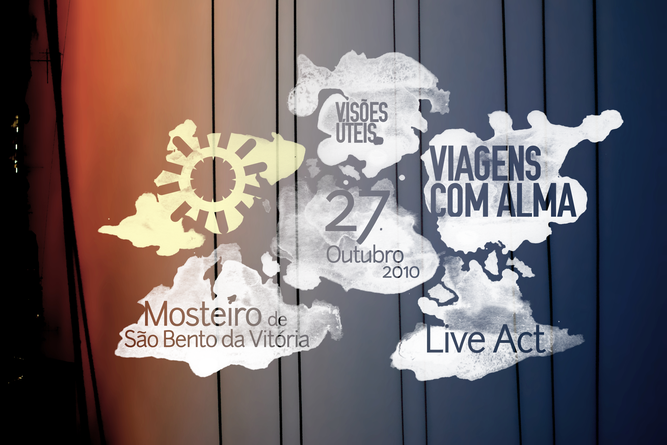 VISÕES
ÚTEIS
VIAGENS
COM ALMA
27.
Outubro
2010
Mosteiro de
São Bento da Vitória
Live Act